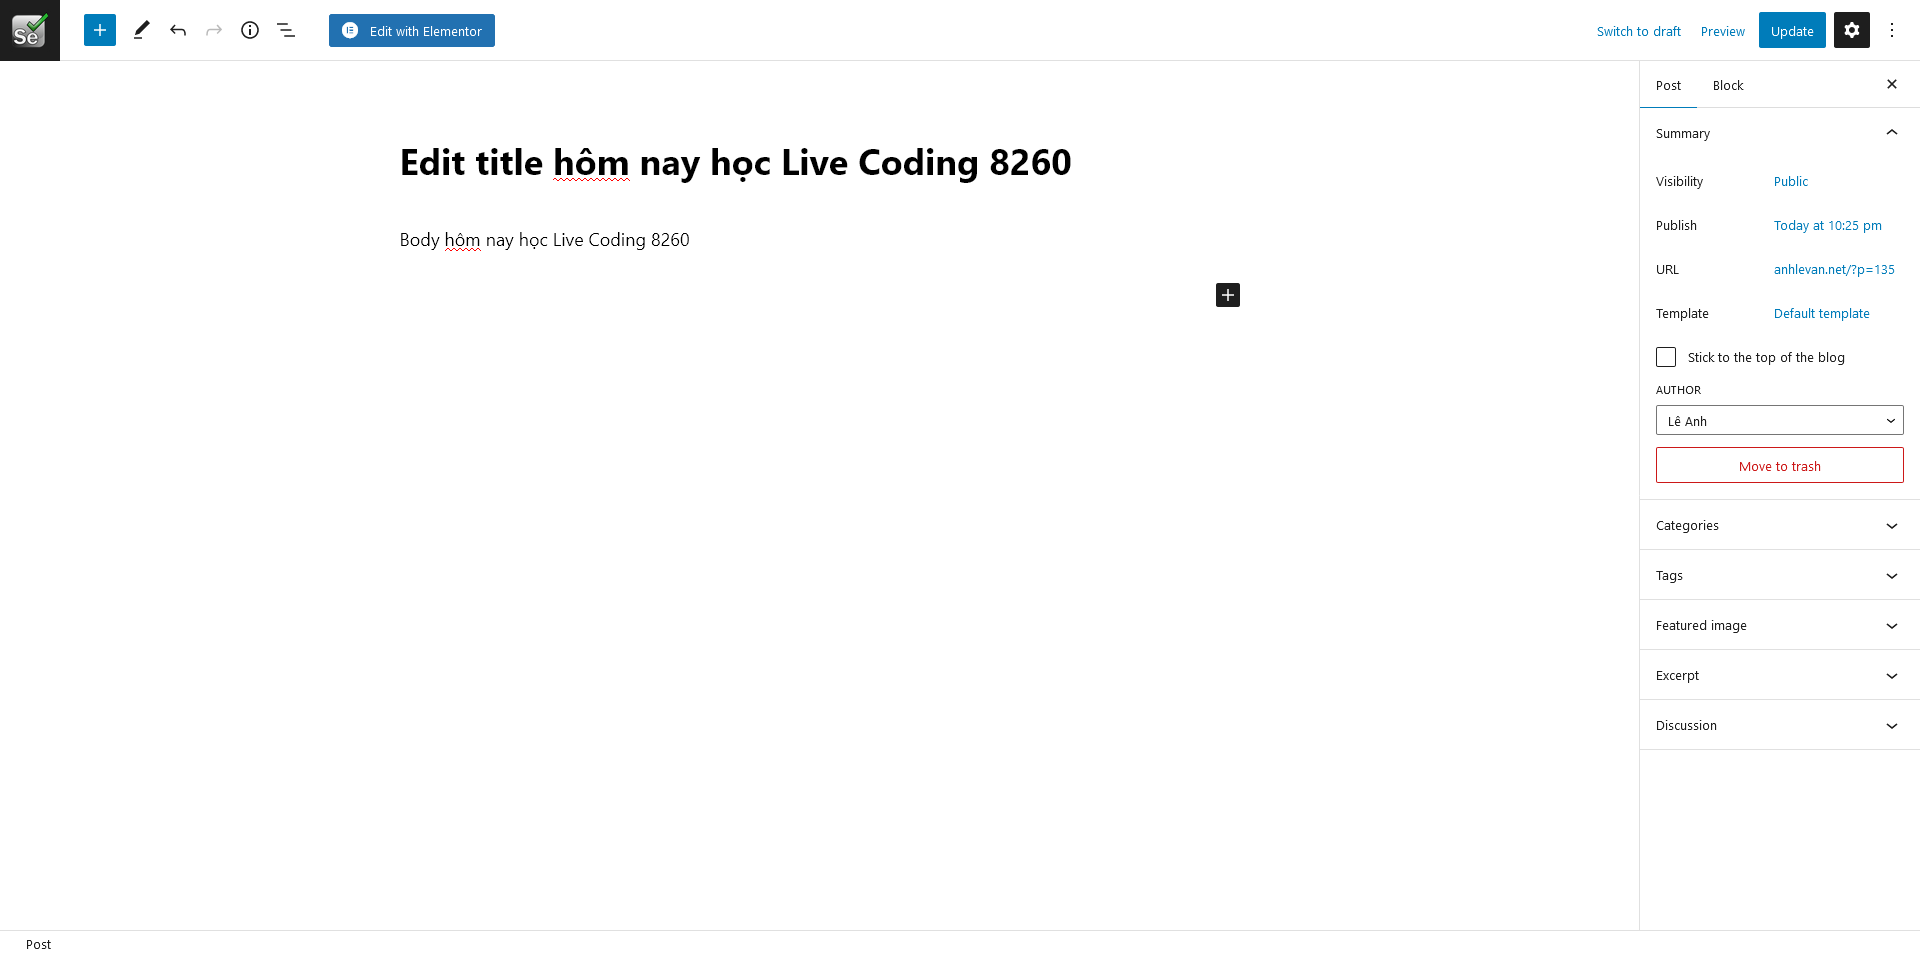 Se
Edit with Elementor
Switch to draft
Preview
Update
Post
Block
Summary
Edit title hôm nay học Live Coding 8260
Body hôm nay học Live Coding 8260
Visibility
Public
Publish
Today at 10:25 pm
URL
anhlevan.net/?p=135
Template
Default template
Stick to the top of the blog
AUTHOR
Lê Anh
Move to trash
Categories
Tags
Featured image
Excerpt
Discussion
Post